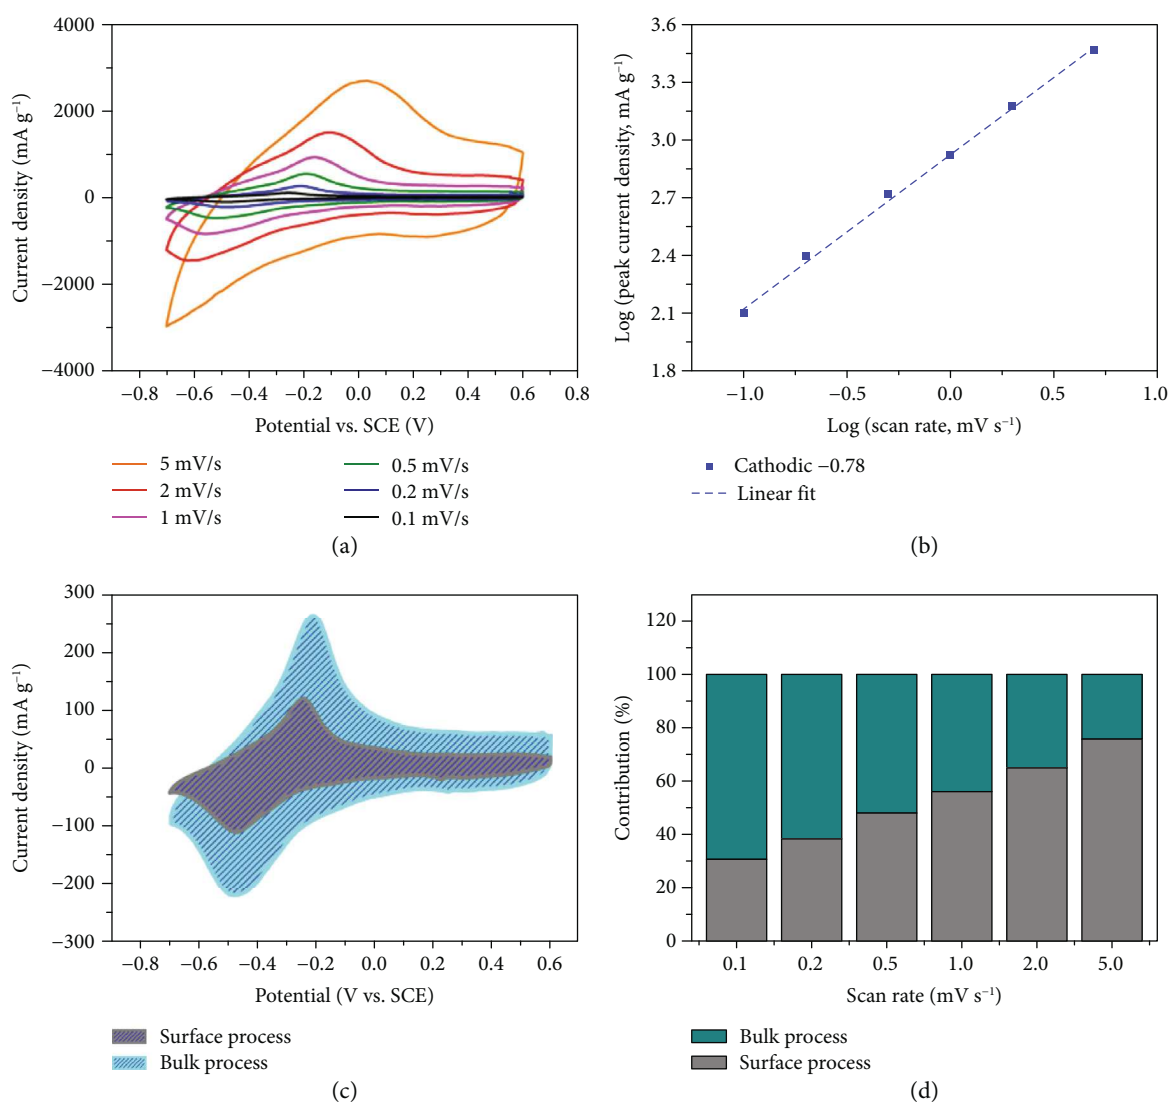 4000
2000
0
−2000
−4000
Current density (mA g⁻¹)
−0.8 −0.6 −0.4 −0.2 0.0 0.2 0.4 0.6 0.8
Potential vs. SCE (V)
5 mV/s
2 mV/s
1 mV/s
0.5 mV/s
0.2 mV/s
0.1 mV/s
(a)
3.6
3.3
3.0
2.7
2.4
2.1
1.8
Log (peak current density, mA g⁻¹)
−1.0 −0.5 0.0 0.5 1.0
Log (scan rate, mV s⁻¹)
Cathodic −0.78
Linear fit
(b)
300
200
100
0
−100
−200
−300
Current density (mA g⁻¹)
−0.8 −0.6 −0.4 −0.2 0.0 0.2 0.4 0.6
Potential (V vs. SCE)
Surface process
Bulk process
(c)
120
100
80
60
40
20
0
Contribution (%)
0.1 0.2 0.5 1.0 2.0 5.0
Scan rate (mV s⁻¹)
Bulk process
Surface process
(d)